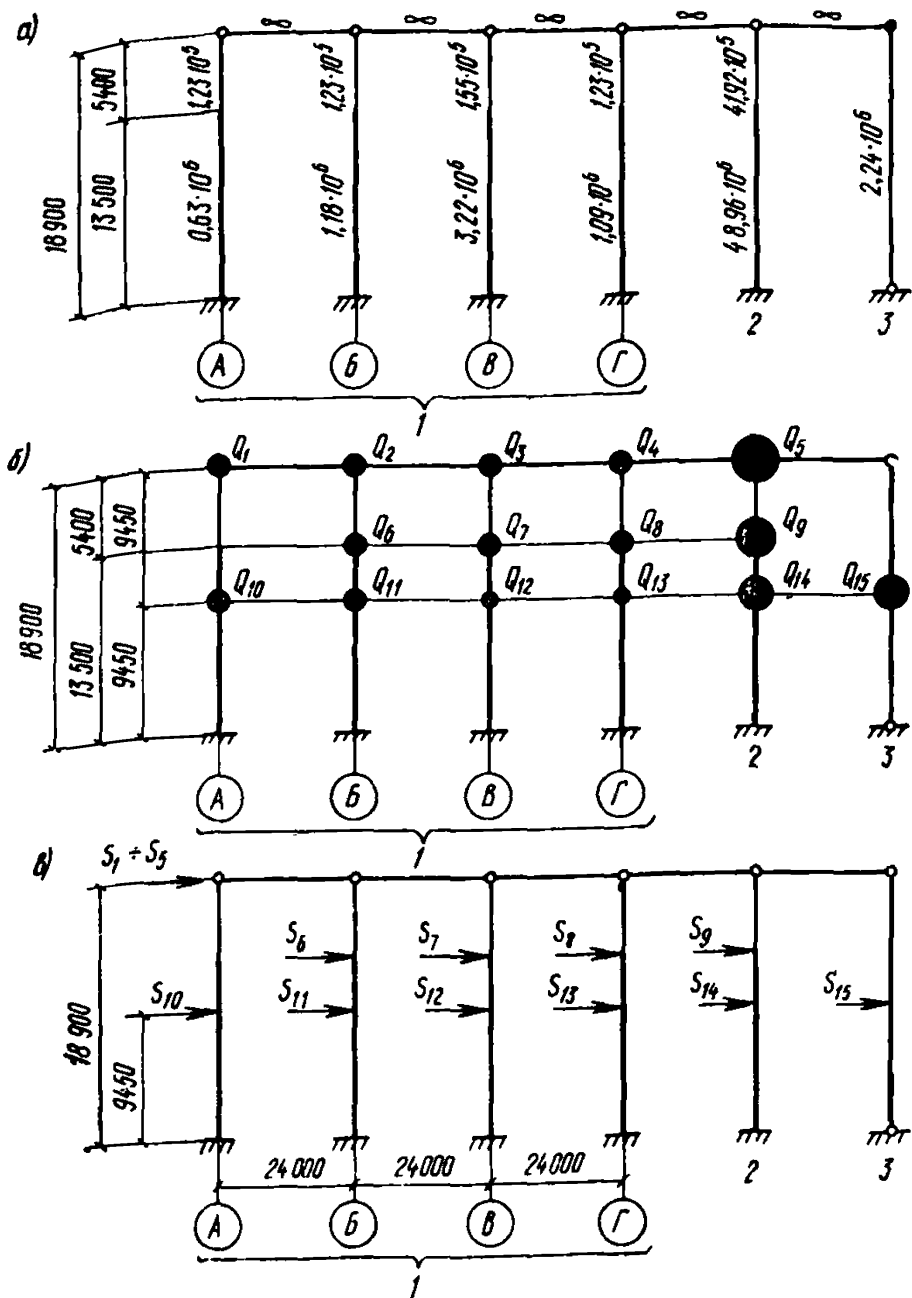 а)
∞ ∞ ∞ ∞ ∞
18900
13500
5400
1,23·10⁵
1,23·10⁵
1,55·10⁵
1,23·10⁵
41,92·10⁵
0,63·10⁶
1,18·10⁶
3,22·10⁶
1,09·10⁶
48,96·10⁶
2,24·10⁶
2
3
А
Б
В
Г
1
б)
Q₁ Q₂ Q₃ Q₄ Q₅
Q₆ Q₇ Q₈ Q₉
Q₁₀ Q₁₁ Q₁₂ Q₁₃ Q₁₄ Q₁₅
18900
13500
5400
9450
9450
2
3
А
Б
В
Г
1
в)
S₁ ÷ S₅
S₆ S₇ S₈ S₉
S₁₀ S₁₁ S₁₂ S₁₃ S₁₄ S₁₅
18900
9450
24000 24000 24000
2
3
А
Б
В
Г
1